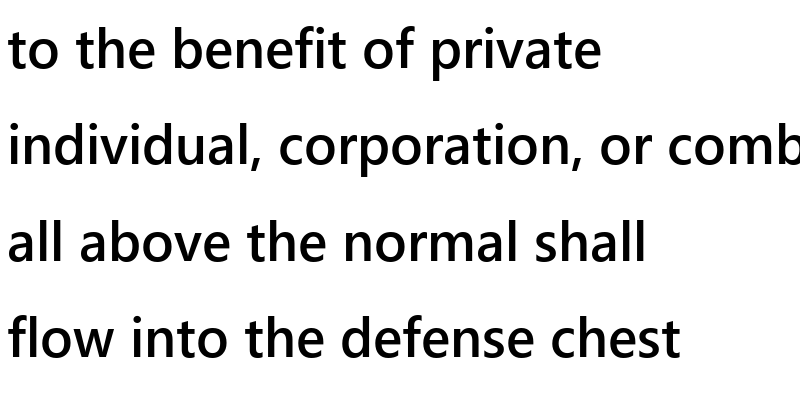 to the benefit of private
individual, corporation, or comb
all above the normal shall
flow into the defense chest